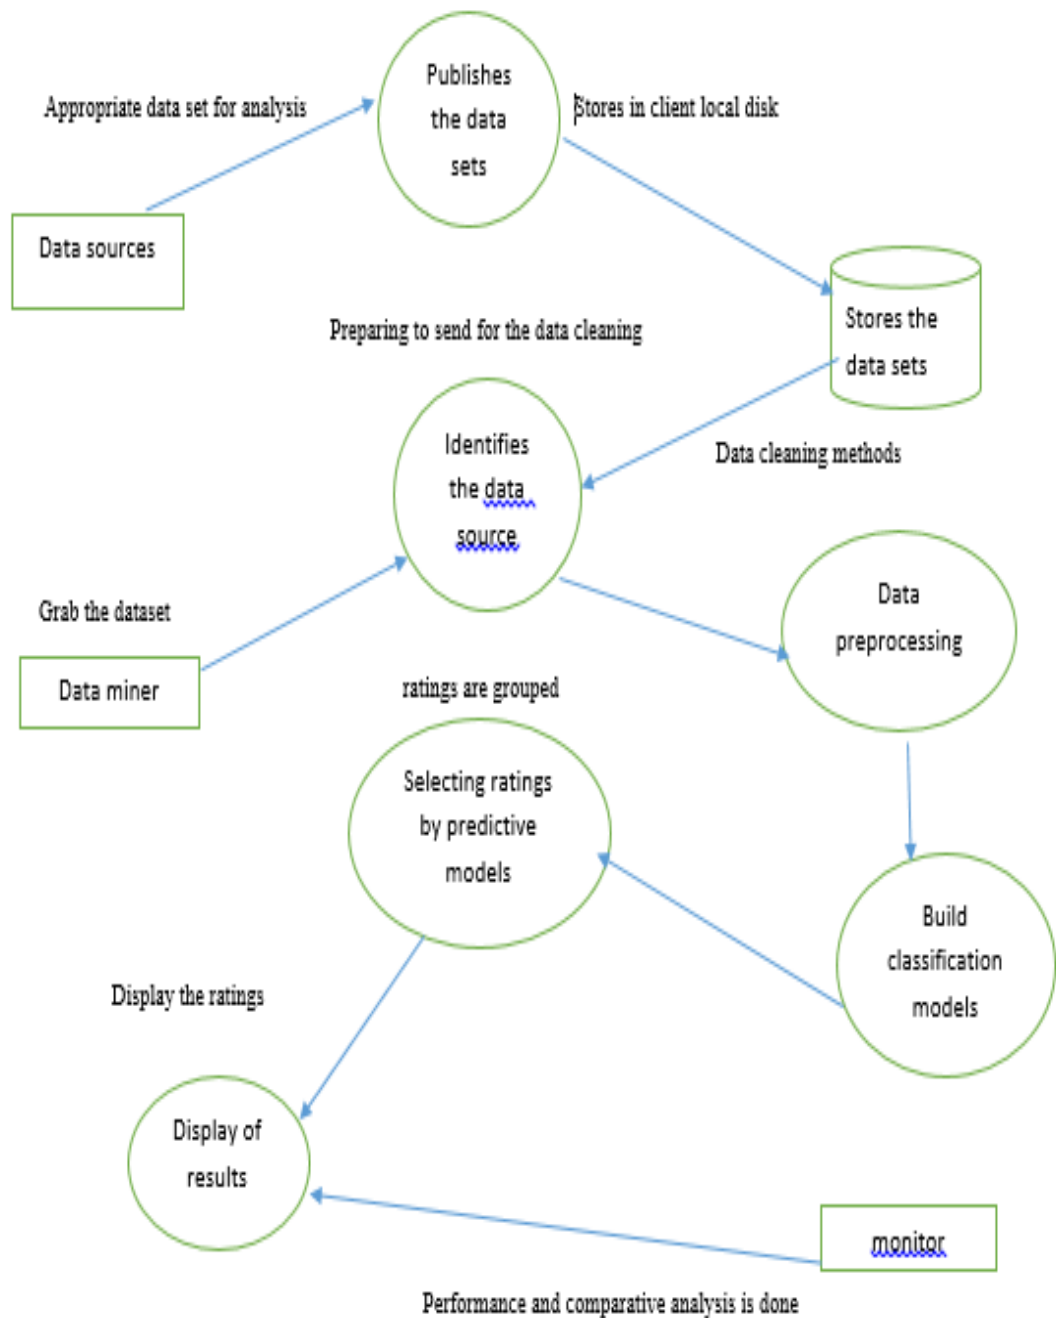 Publishes
the data
sets
Appropriate data set for analysis
Stores in client local disk
Data sources
Stores the
data sets
Preparing to send for the data cleaning
Identifies
the data
source
Data cleaning methods
Data
preprocessing
Grab the dataset
Data miner
ratings are grouped
Selecting ratings
by predictive
models
Build
classification
models
Display the ratings
Display of
results
monitor
Performance and comparative analysis is done